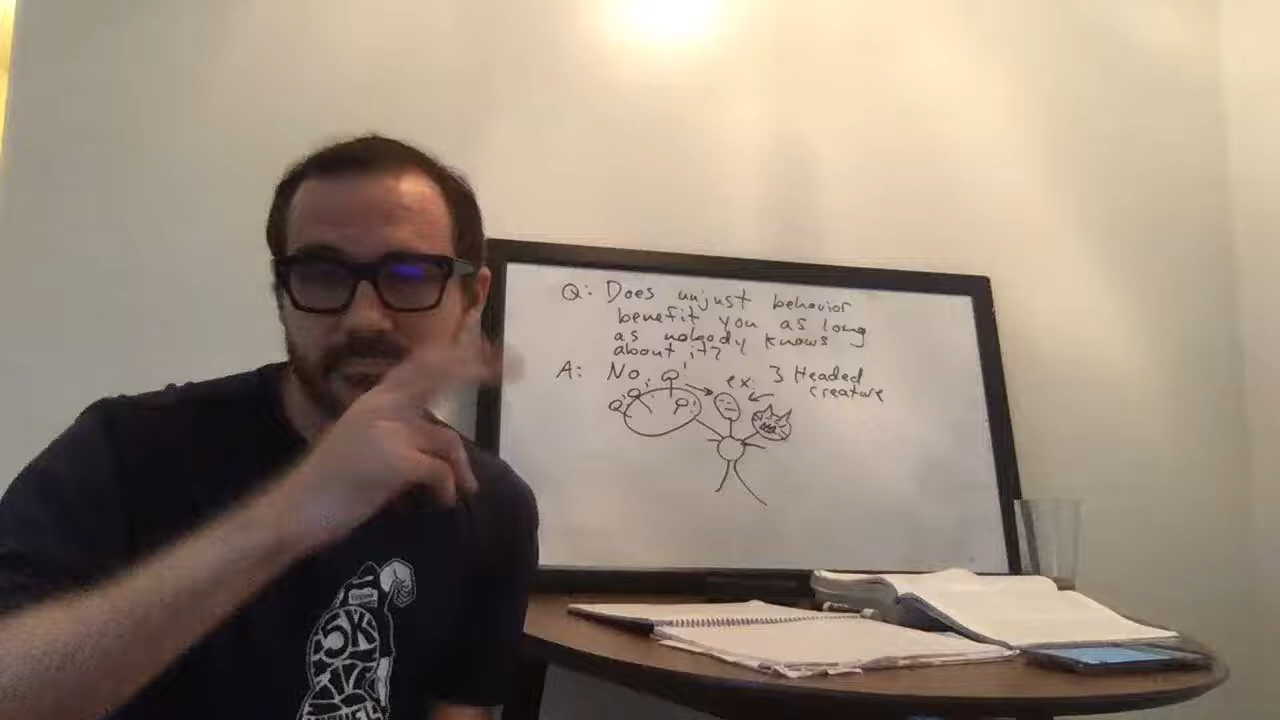 Q: Does unjust behavior
benefit you as long
as nobody knows
about it?
A: No.
ex: 3 Headed
creature
5K